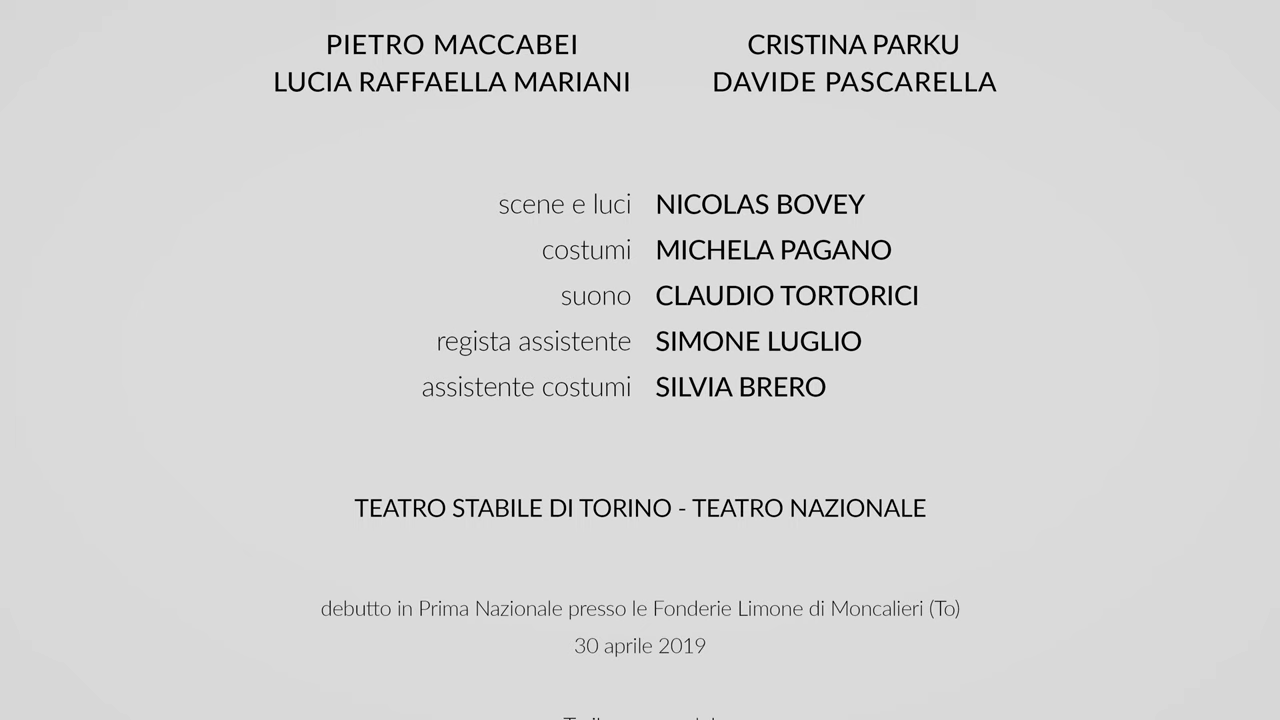 PIETRO MACCABEI CRISTINA PARKU
LUCIA RAFFAELLA MARIANI DAVIDE PASCARELLA
scene e luci NICOLAS BOVEY
costumi MICHELA PAGANO
suono CLAUDIO TORTORICI
regista assistente SIMONE LUGLIO
assistente costumi SILVIA BRERO
TEATRO STABILE DI TORINO - TEATRO NAZIONALE
debutto in Prima Nazionale presso le Fonderie Limone di Moncalieri (To)
30 aprile 2019